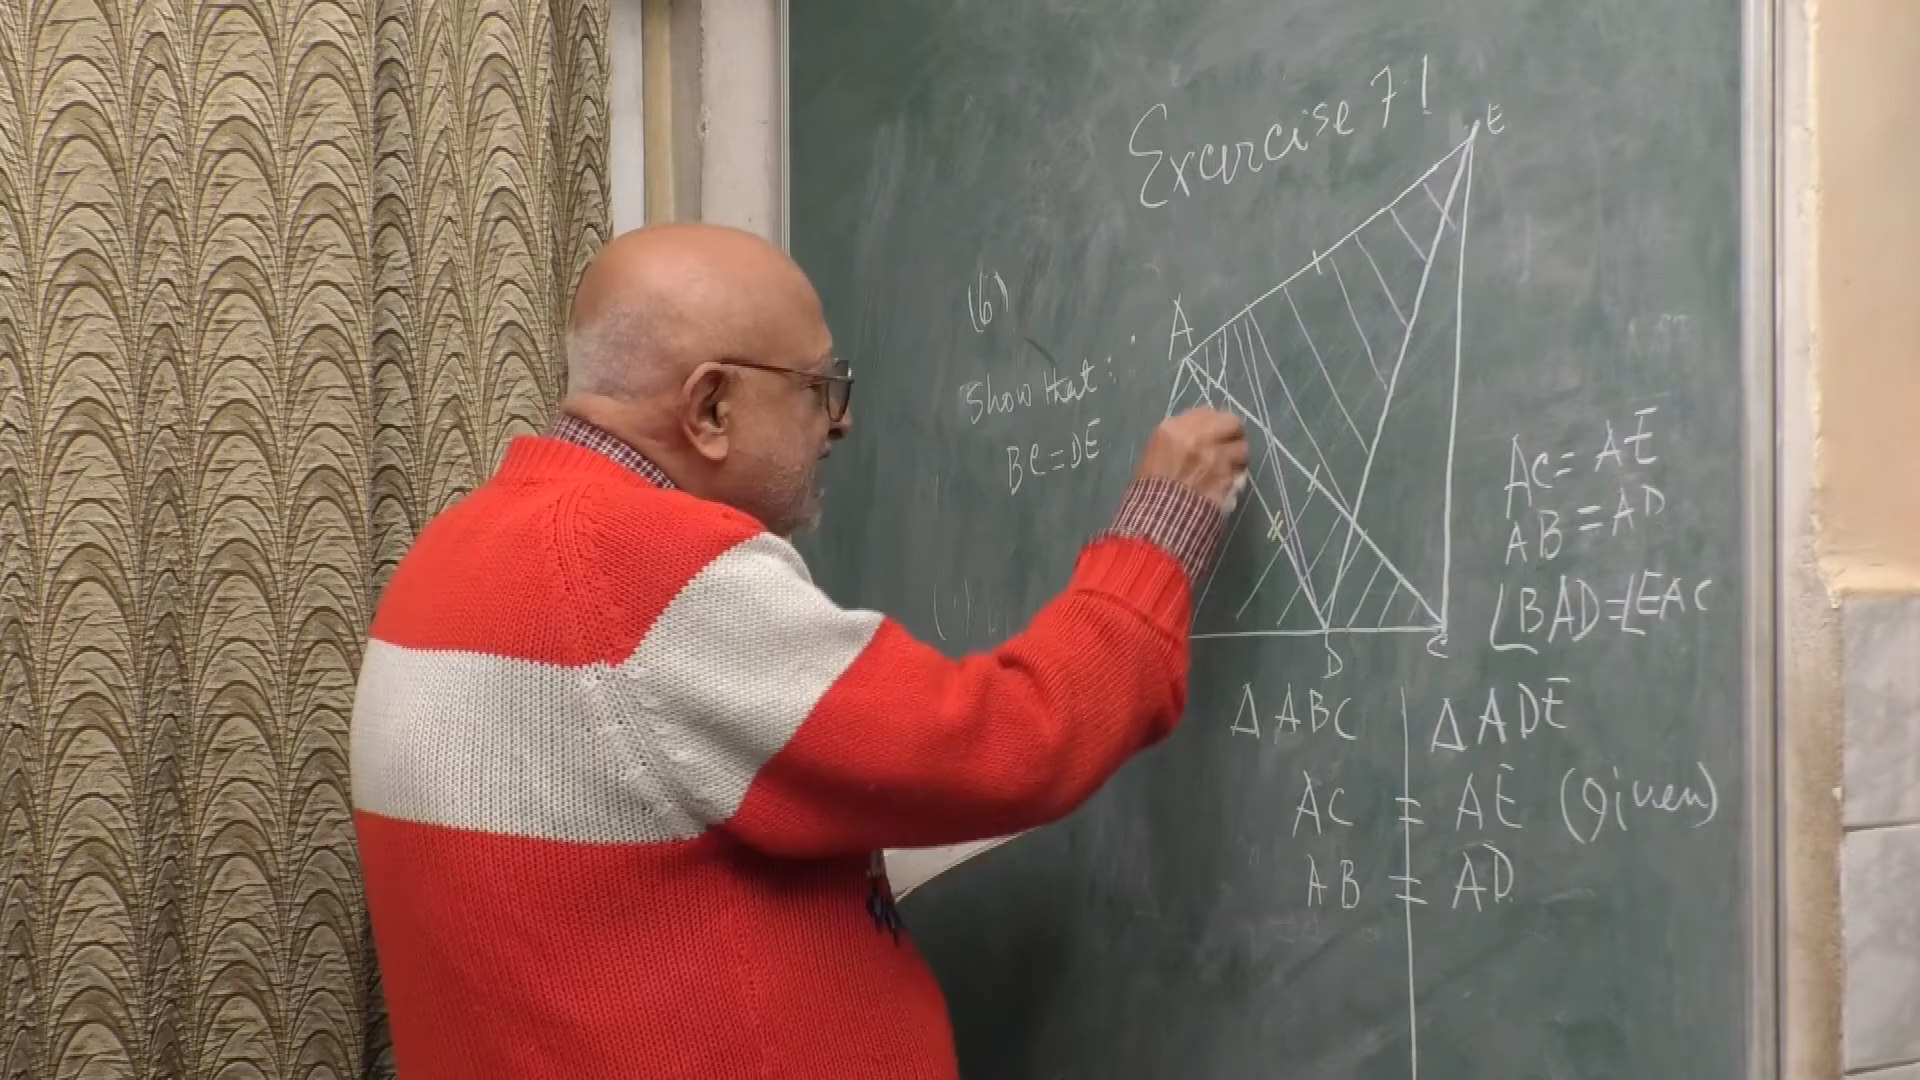 Exercise 7.1
E
(6)
A
Show that :
BC = DE
AC = AE
AB = AD
∠BAD = ∠EAC
D
C
Δ ABC Δ ADE
AC = AE (given)
AB = AD